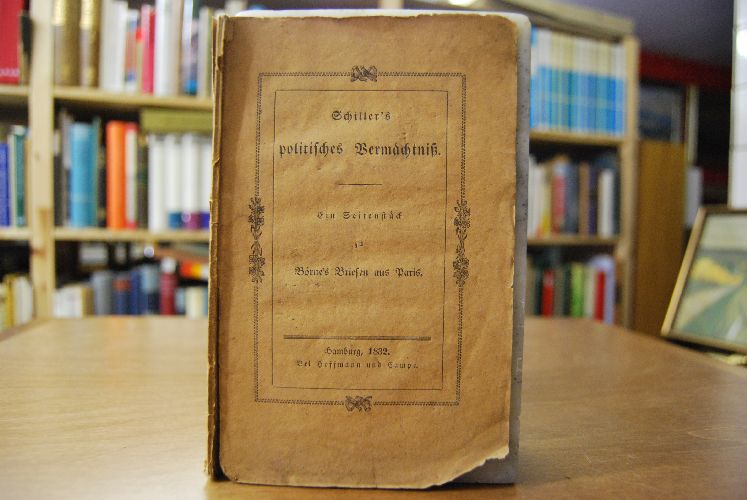 Schiller's
politisches Vermächtniß.
Ein Seitenstück
zu
Börne's Briefen aus Paris.
Hamburg, 1832.
Bei Hoffmann und Campe.